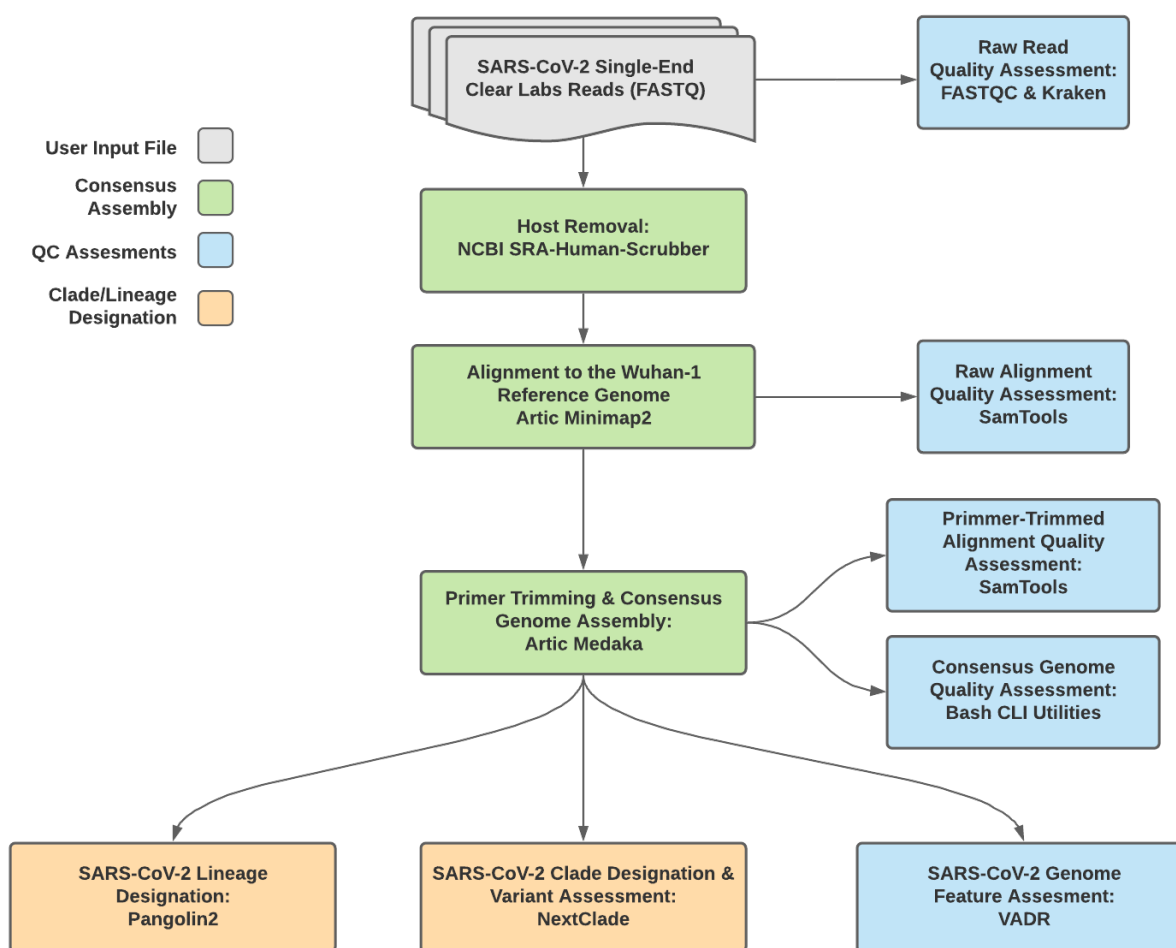 SARS-CoV-2 Single-End
Clear Labs Reads (FASTQ)
Raw Read
Quality Assessment:
FASTQC & Kraken
User Input File
Consensus
Assembly
QC Assesments
Clade/Lineage
Designation
Host Removal:
NCBI SRA-Human-Scrubber
Alignment to the Wuhan-1
Reference Genome
Artic Minimap2
Raw Alignment
Quality Assessment:
SamTools
Primmer-Trimmed
Alignment Quality
Assessment:
SamTools
Primer Trimming & Consensus
Genome Assembly:
Artic Medaka
Consensus Genome
Quality Assessment:
Bash CLI Utilities
SARS-CoV-2 Lineage
Designation:
Pangolin2
SARS-CoV-2 Clade Designation &
Variant Assessment:
NextClade
SARS-CoV-2 Genome
Feature Assesment:
VADR